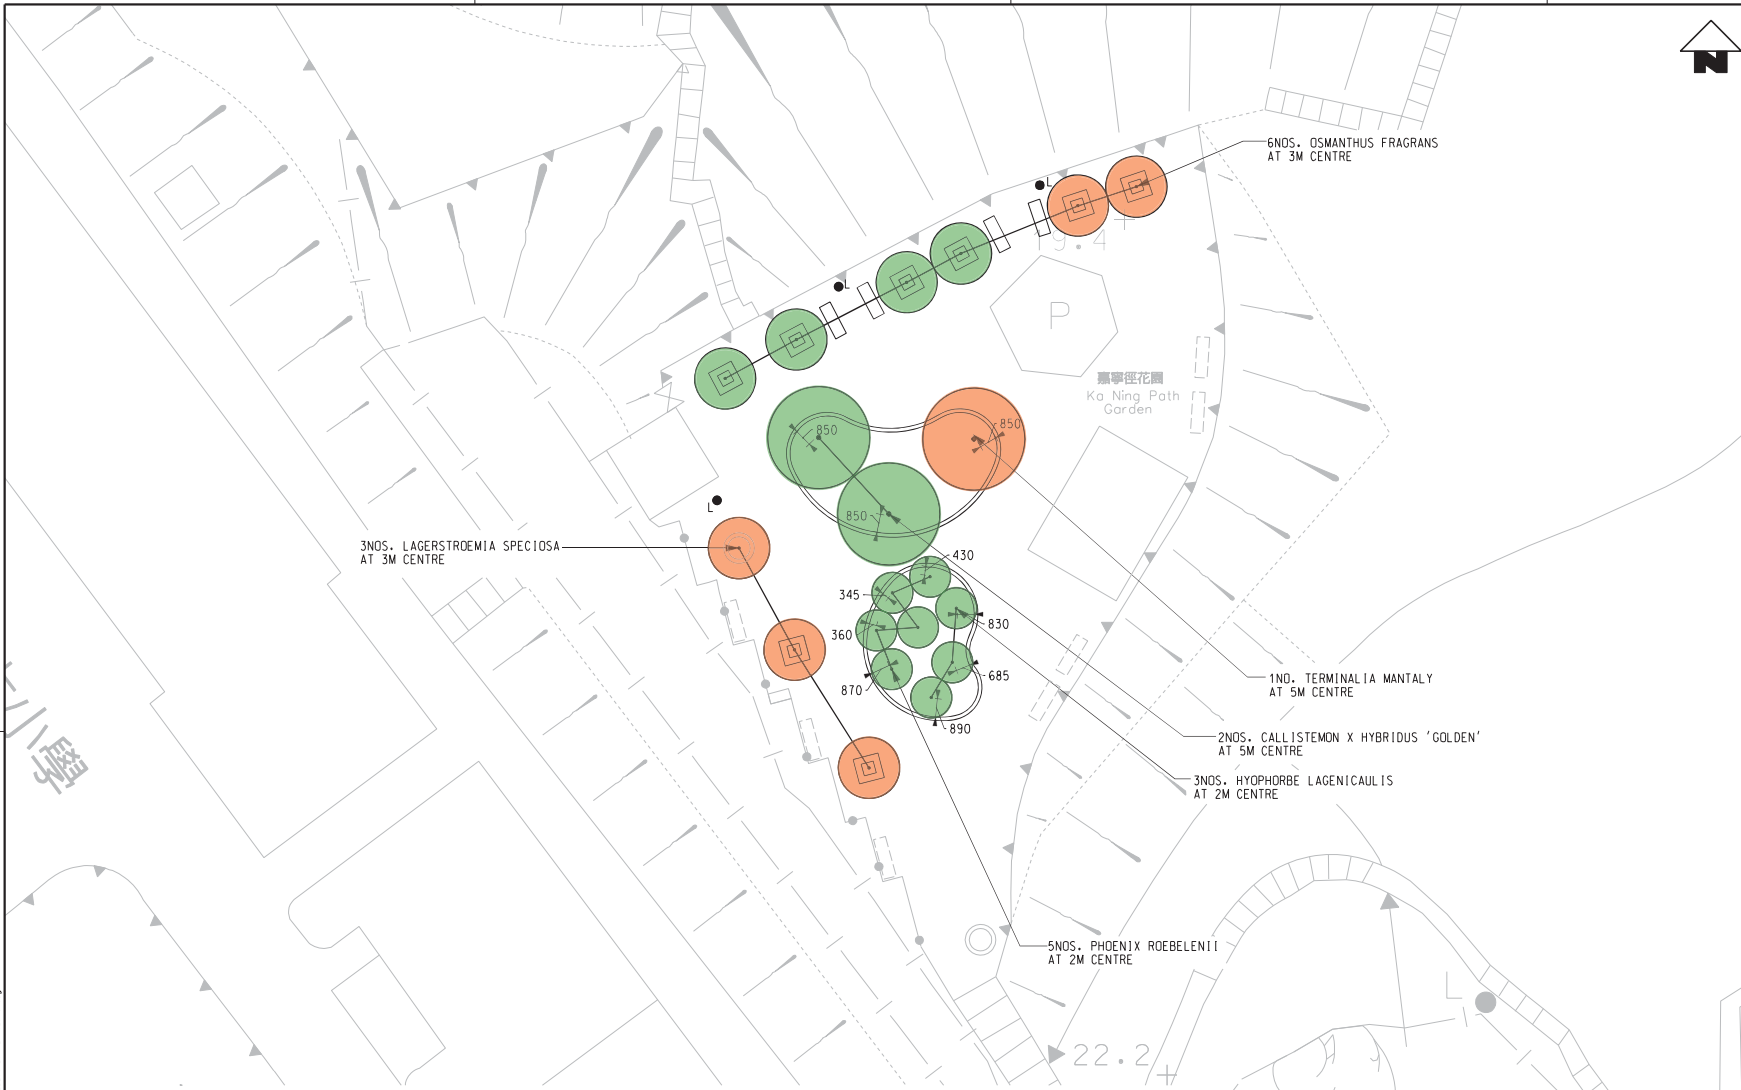 N
6NOS. OSMANTHUS FRAGRANS
AT 3M CENTRE
L
19.4
L
P
嘉寧徑花園
Ka Ning Path
Garden
850
850
L
850
3NOS. LAGERSTROEMIA SPECIOSA
AT 3M CENTRE
430
345
830
360
685
870
1NO. TERMINALIA MANTALY
AT 5M CENTRE
890
2NOS. CALLISTEMON X HYBRIDUS 'GOLDEN'
AT 5M CENTRE
小學
3NOS. HYOPHORBE LAGENICAULIS
AT 2M CENTRE
5NOS. PHOENIX ROEBELENII
AT 2M CENTRE
L
22.2